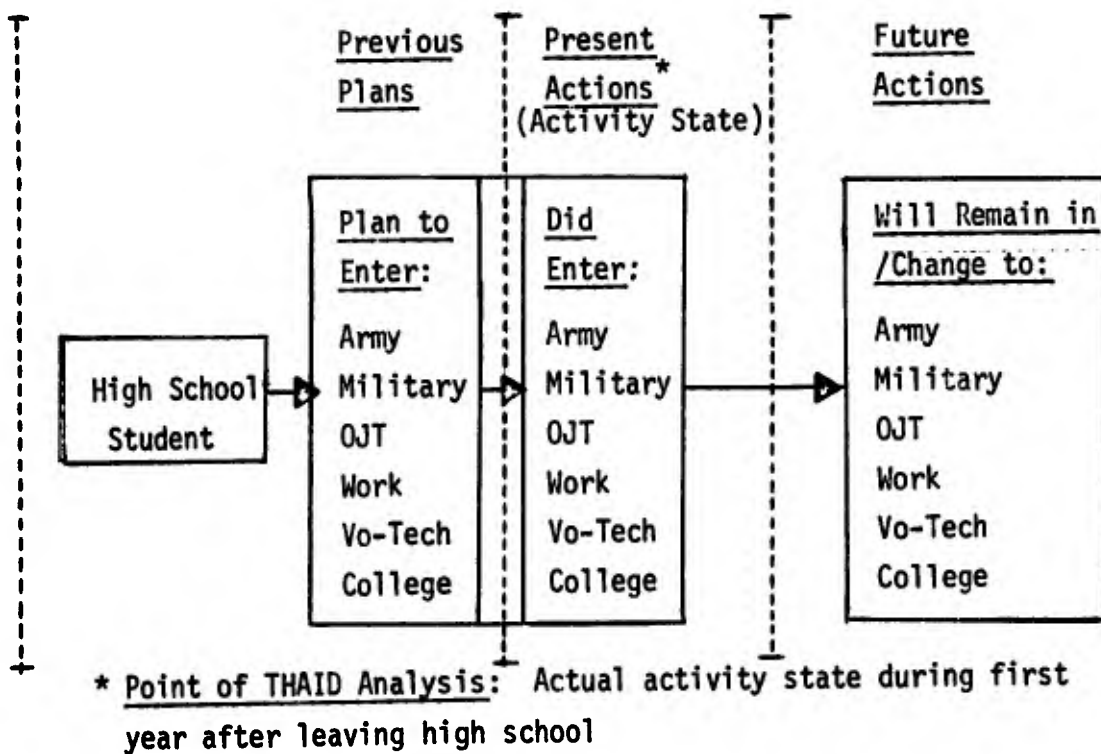 Previous
Plans
Present
Actions*
(Activity State)
Future
Actions
High School
Student
Plan to
Enter:
Army
Military
OJT
Work
Vo-Tech
College
Did
Enter:
Army
Military
OJT
Work
Vo-Tech
College
Will Remain in
/Change to:
Army
Military
OJT
Work
Vo-Tech
College
* Point of THAID Analysis: Actual activity state during first
year after leaving high school